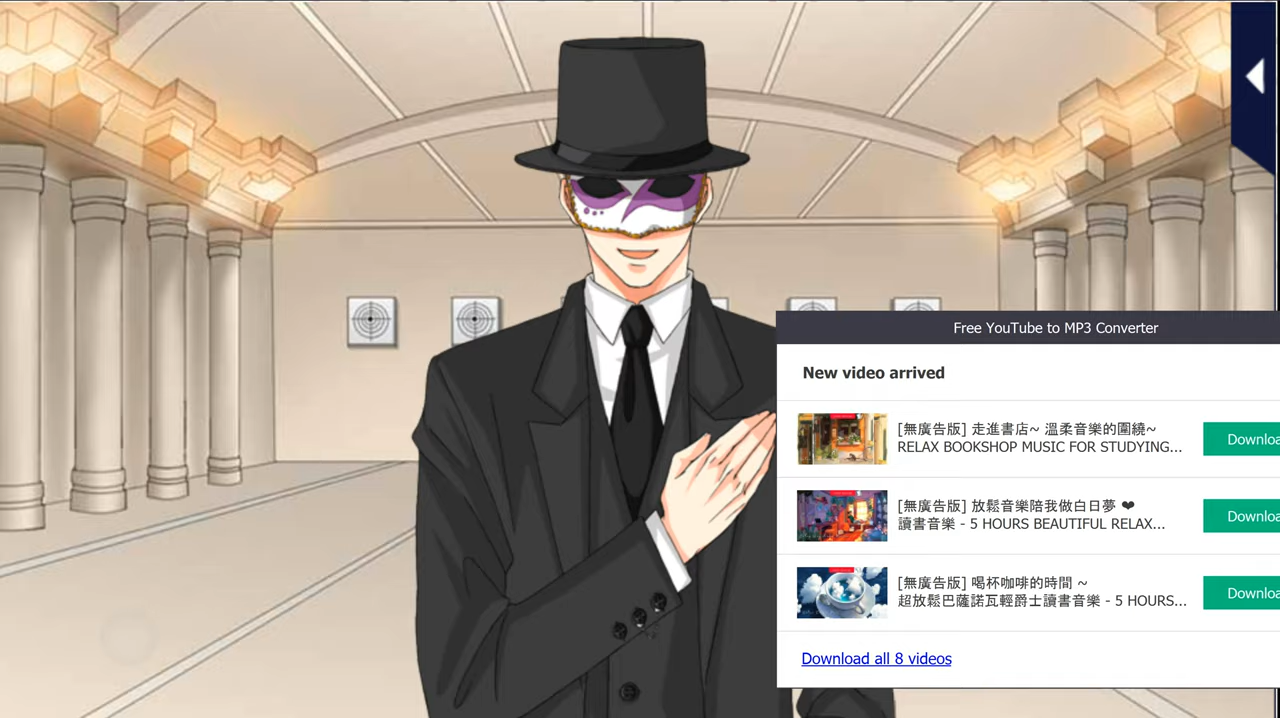 Free YouTube to MP3 Converter
New video arrived
[無廣告版] 走進書店~ 溫柔音樂的圍繞~
RELAX BOOKSHOP MUSIC FOR STUDYING...
Downloa
[無廣告版] 放鬆音樂陪我做白日夢 ❤
讀書音樂 - 5 HOURS BEAUTIFUL RELAX...
Downloa
[無廣告版] 喝杯咖啡的時間 ~
超放鬆巴薩諾瓦輕爵士讀書音樂 - 5 HOURS...
Downloa
Download all 8 videos